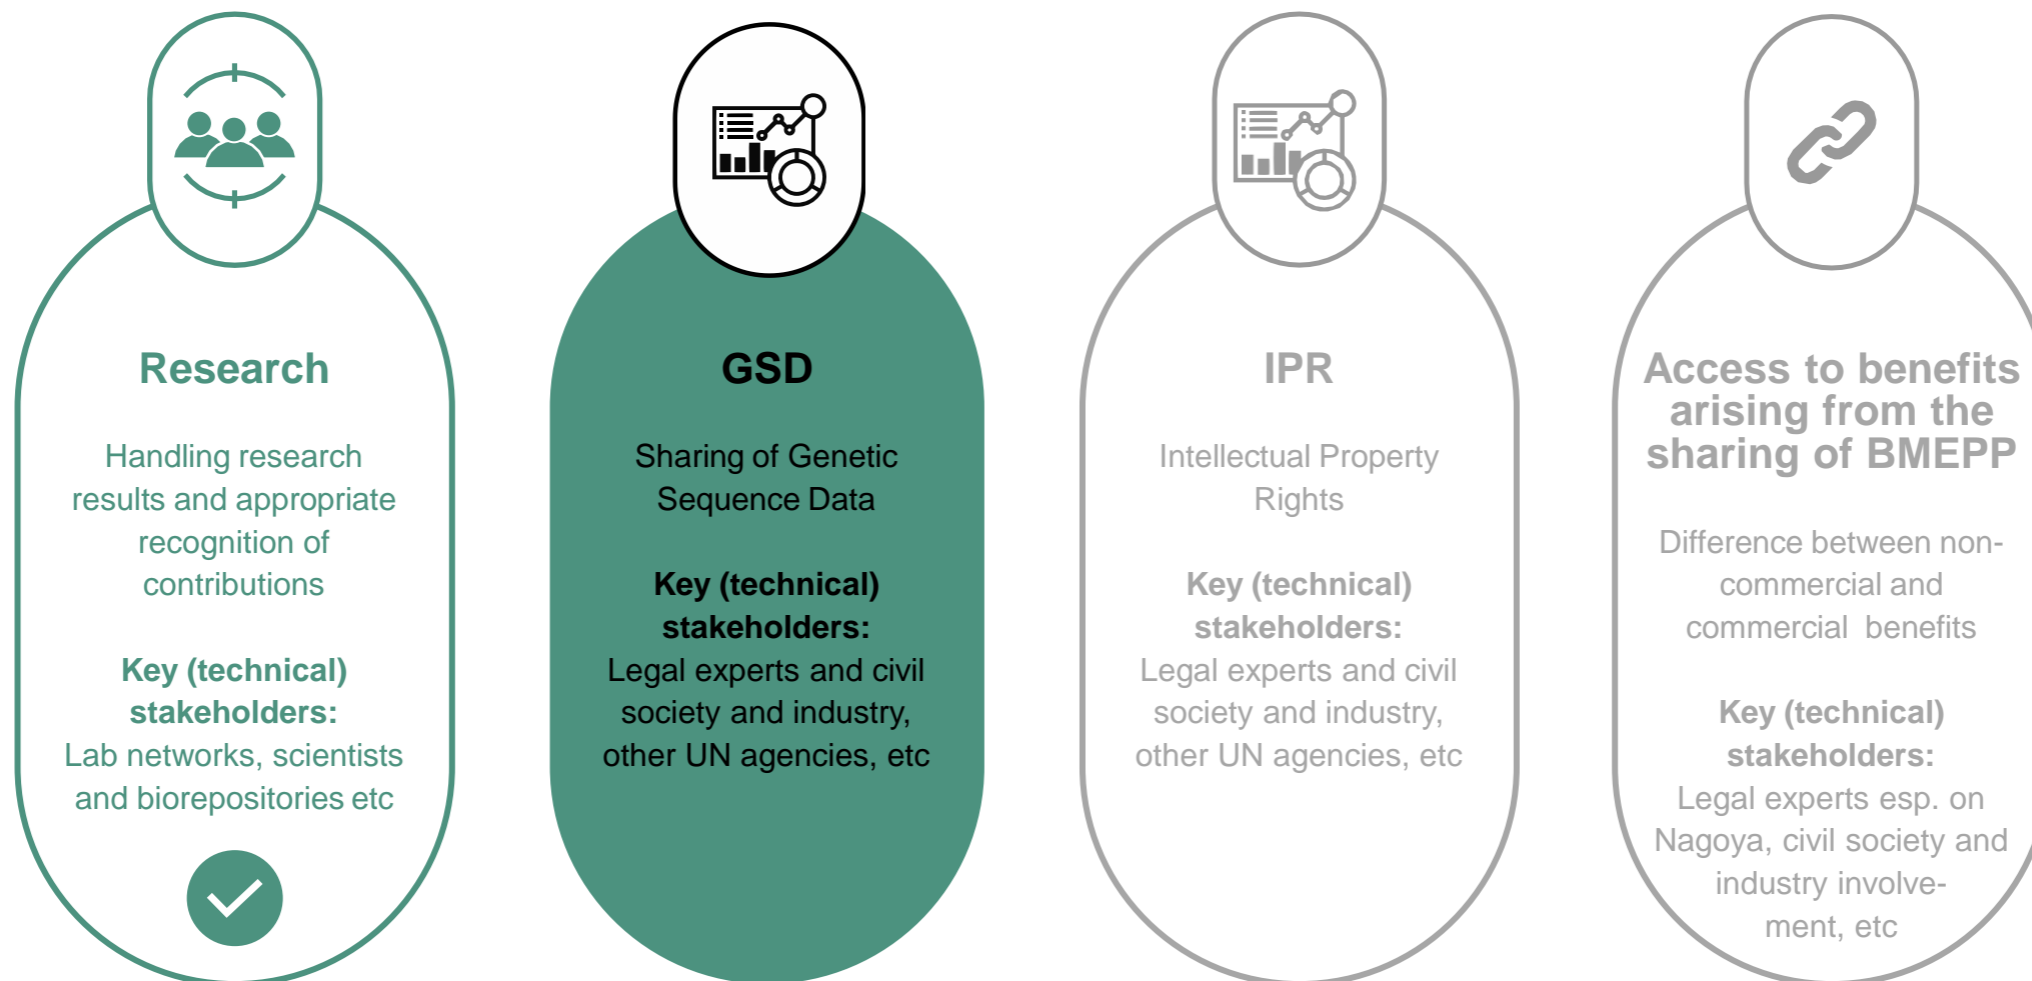 Research
Handling research
results and appropriate
recognition of
contributions
Key (technical)
stakeholders:
Lab networks, scientists
and biorepositories etc
GSD
Sharing of Genetic
Sequence Data
Key (technical)
stakeholders:
Legal experts and civil
society and industry,
other UN agencies, etc
IPR
Intellectual Property
Rights
Key (technical)
stakeholders:
Legal experts and civil
society and industry,
other UN agencies, etc
Access to benefits
arising from the
sharing of BMEPP
Difference between non-
commercial and
commercial benefits
Key (technical)
stakeholders:
Legal experts esp. on
Nagoya, civil society and
industry involve-
ment, etc